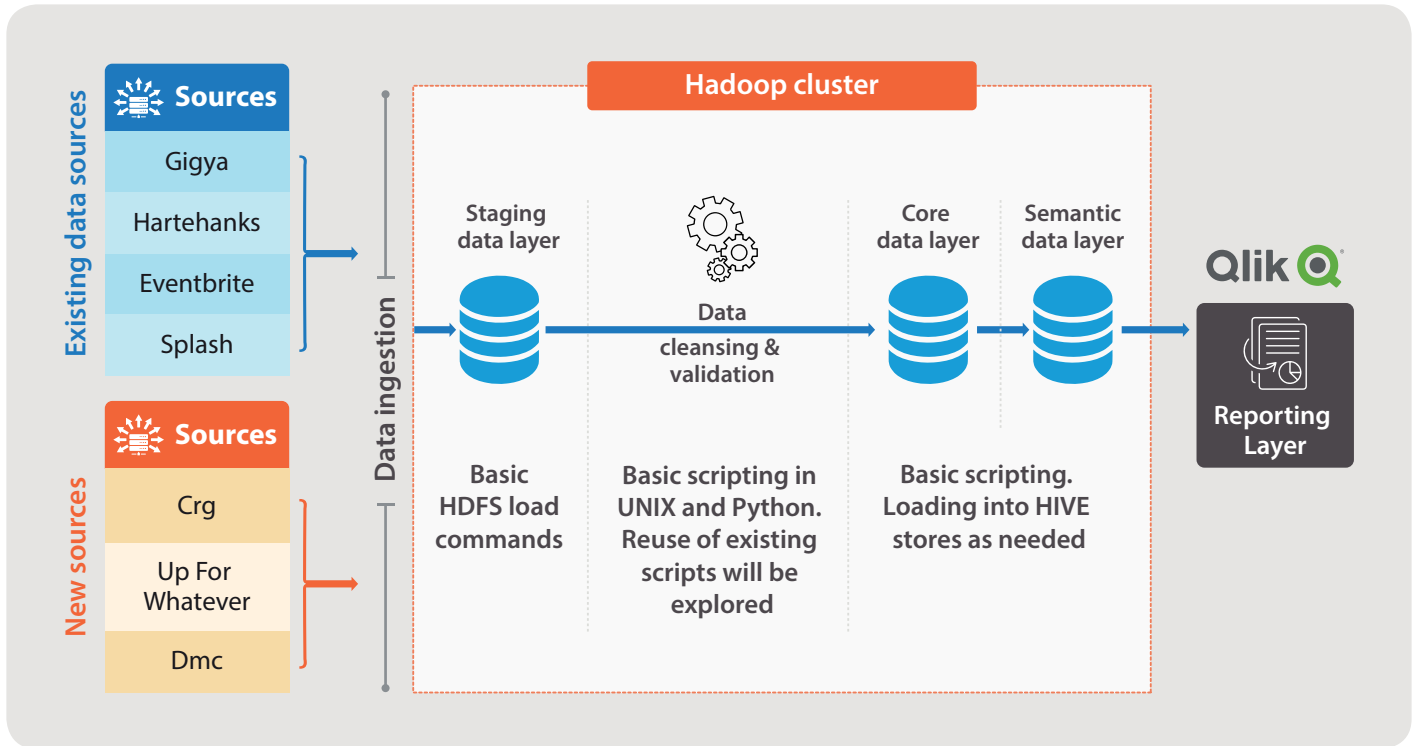 Existing data sources
Sources
Gigya
Hartehanks
Eventbrite
Splash
New sources
Sources
Crg
Up For
Whatever
Dmc
Data ingestion
Hadoop cluster
Staging
data layer
Basic
HDFS load
commands
Data
cleansing &
validation
Basic scripting in
UNIX and Python.
Reuse of existing
scripts will be
explored
Core
data layer
Semantic
data layer
Basic scripting.
Loading into HIVE
stores as needed
Qlik
Reporting
Layer